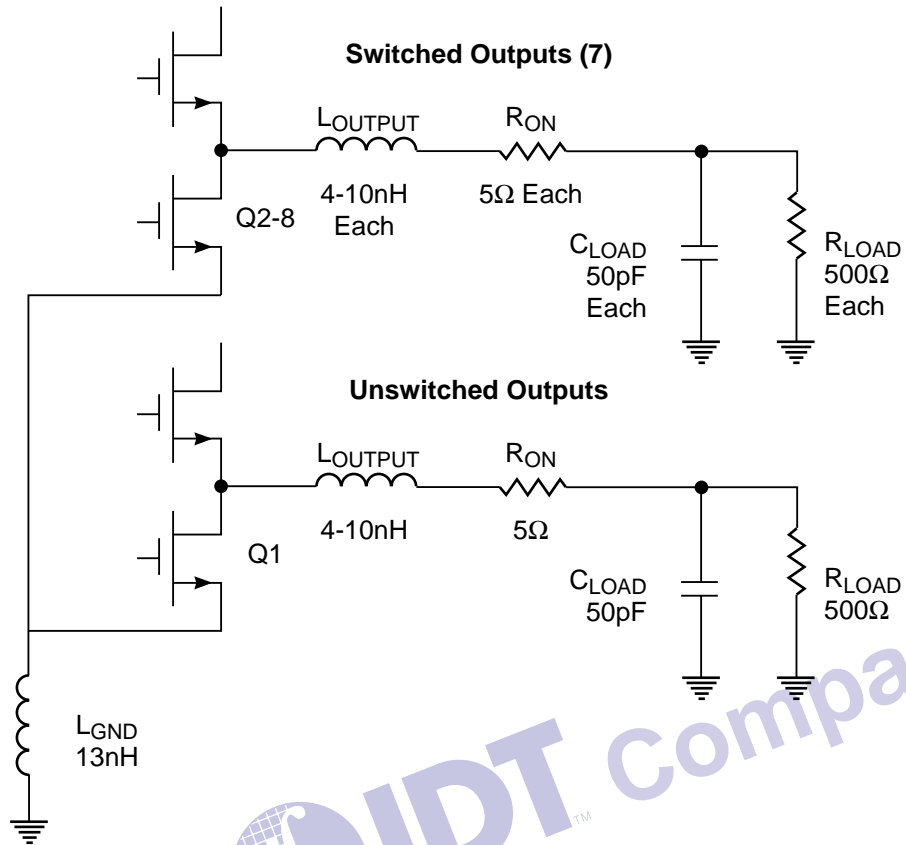 Switched Outputs (7)
LOUTPUT
RON
4-10nH
Each
5Ω Each
Q2-8
CLOAD
50pF
Each
RLOAD
500Ω
Each
Unswitched Outputs
LOUTPUT
RON
4-10nH
5Ω
Q1
CLOAD
50pF
RLOAD
500Ω
LGND
13nH
IDT
TM